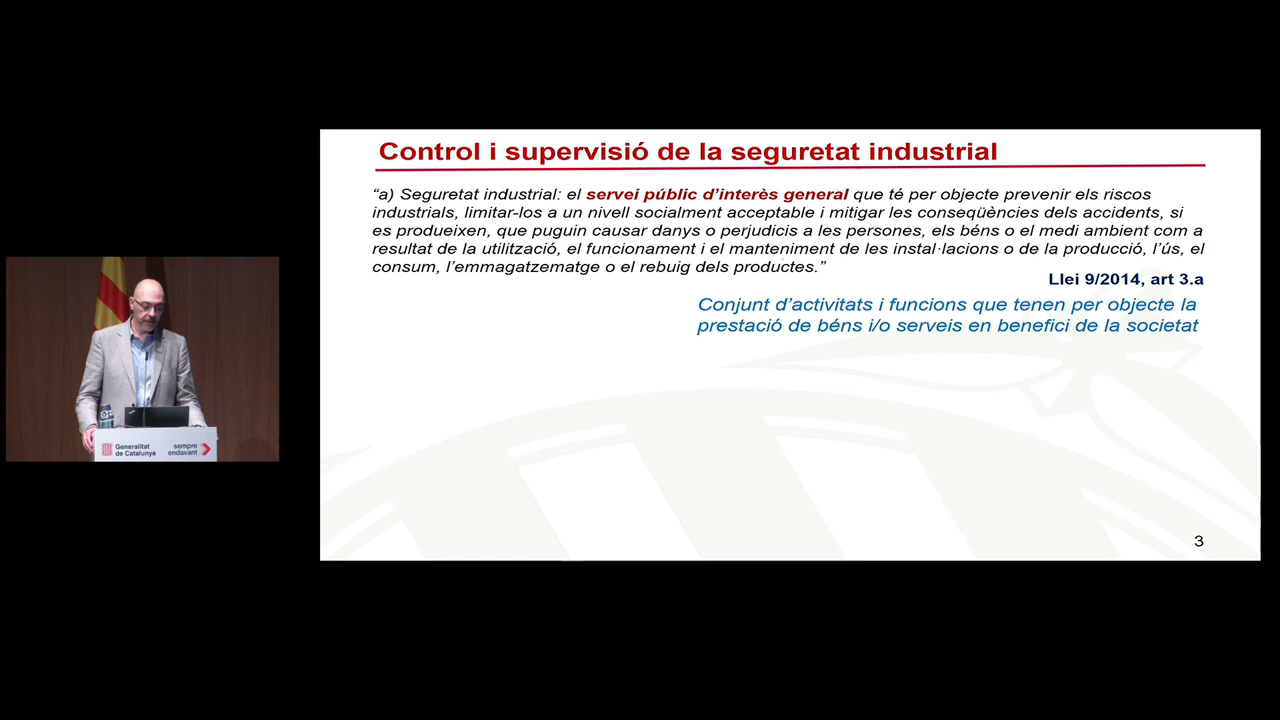 Control i supervisió de la seguretat industrial
“a) Seguretat industrial: el servei públic d’interès general que té per objecte prevenir els riscos
industrials, limitar-los a un nivell socialment acceptable i mitigar les conseqüències dels accidents, si
es produeixen, que puguin causar danys o perjudicis a les persones, els béns o el medi ambient com a
resultat de la utilització, el funcionament i el manteniment de les instal·lacions o de la producció, l’ús, el
consum, l’emmagatzematge o el rebuig dels productes.”
Llei 9/2014, art 3.a
Conjunt d’activitats i funcions que tenen per objecte la
prestació de béns i/o serveis en benefici de la societat
3
Generalitat
de Catalunya
sempre
endavant